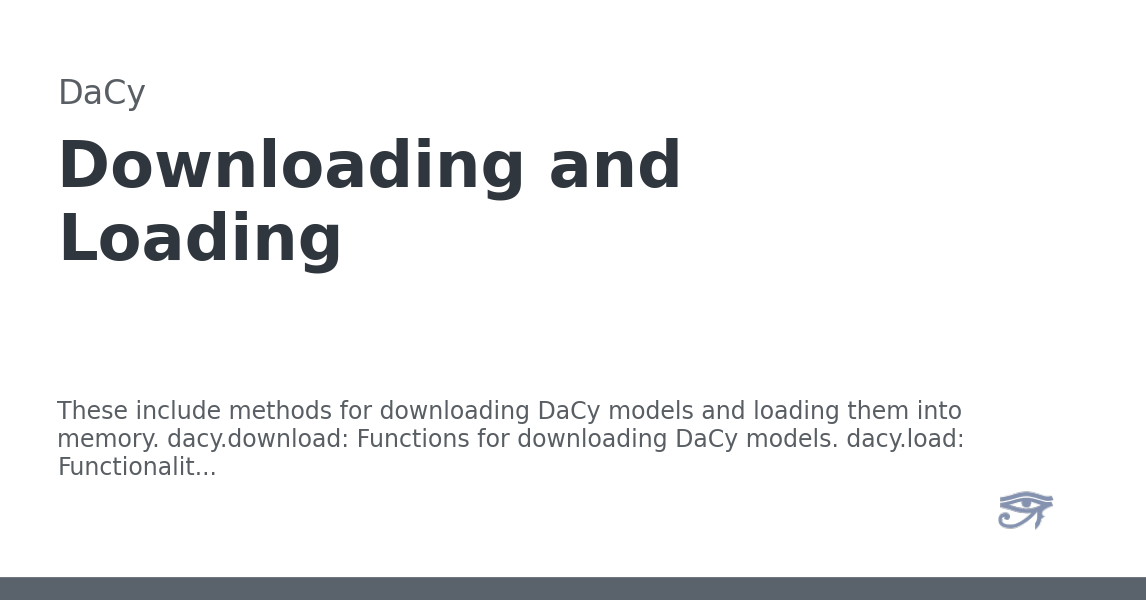 DaCy
Downloading and
Loading
These include methods for downloading DaCy models and loading them into
memory. dacy.download: Functions for downloading DaCy models. dacy.load:
Functionalit...